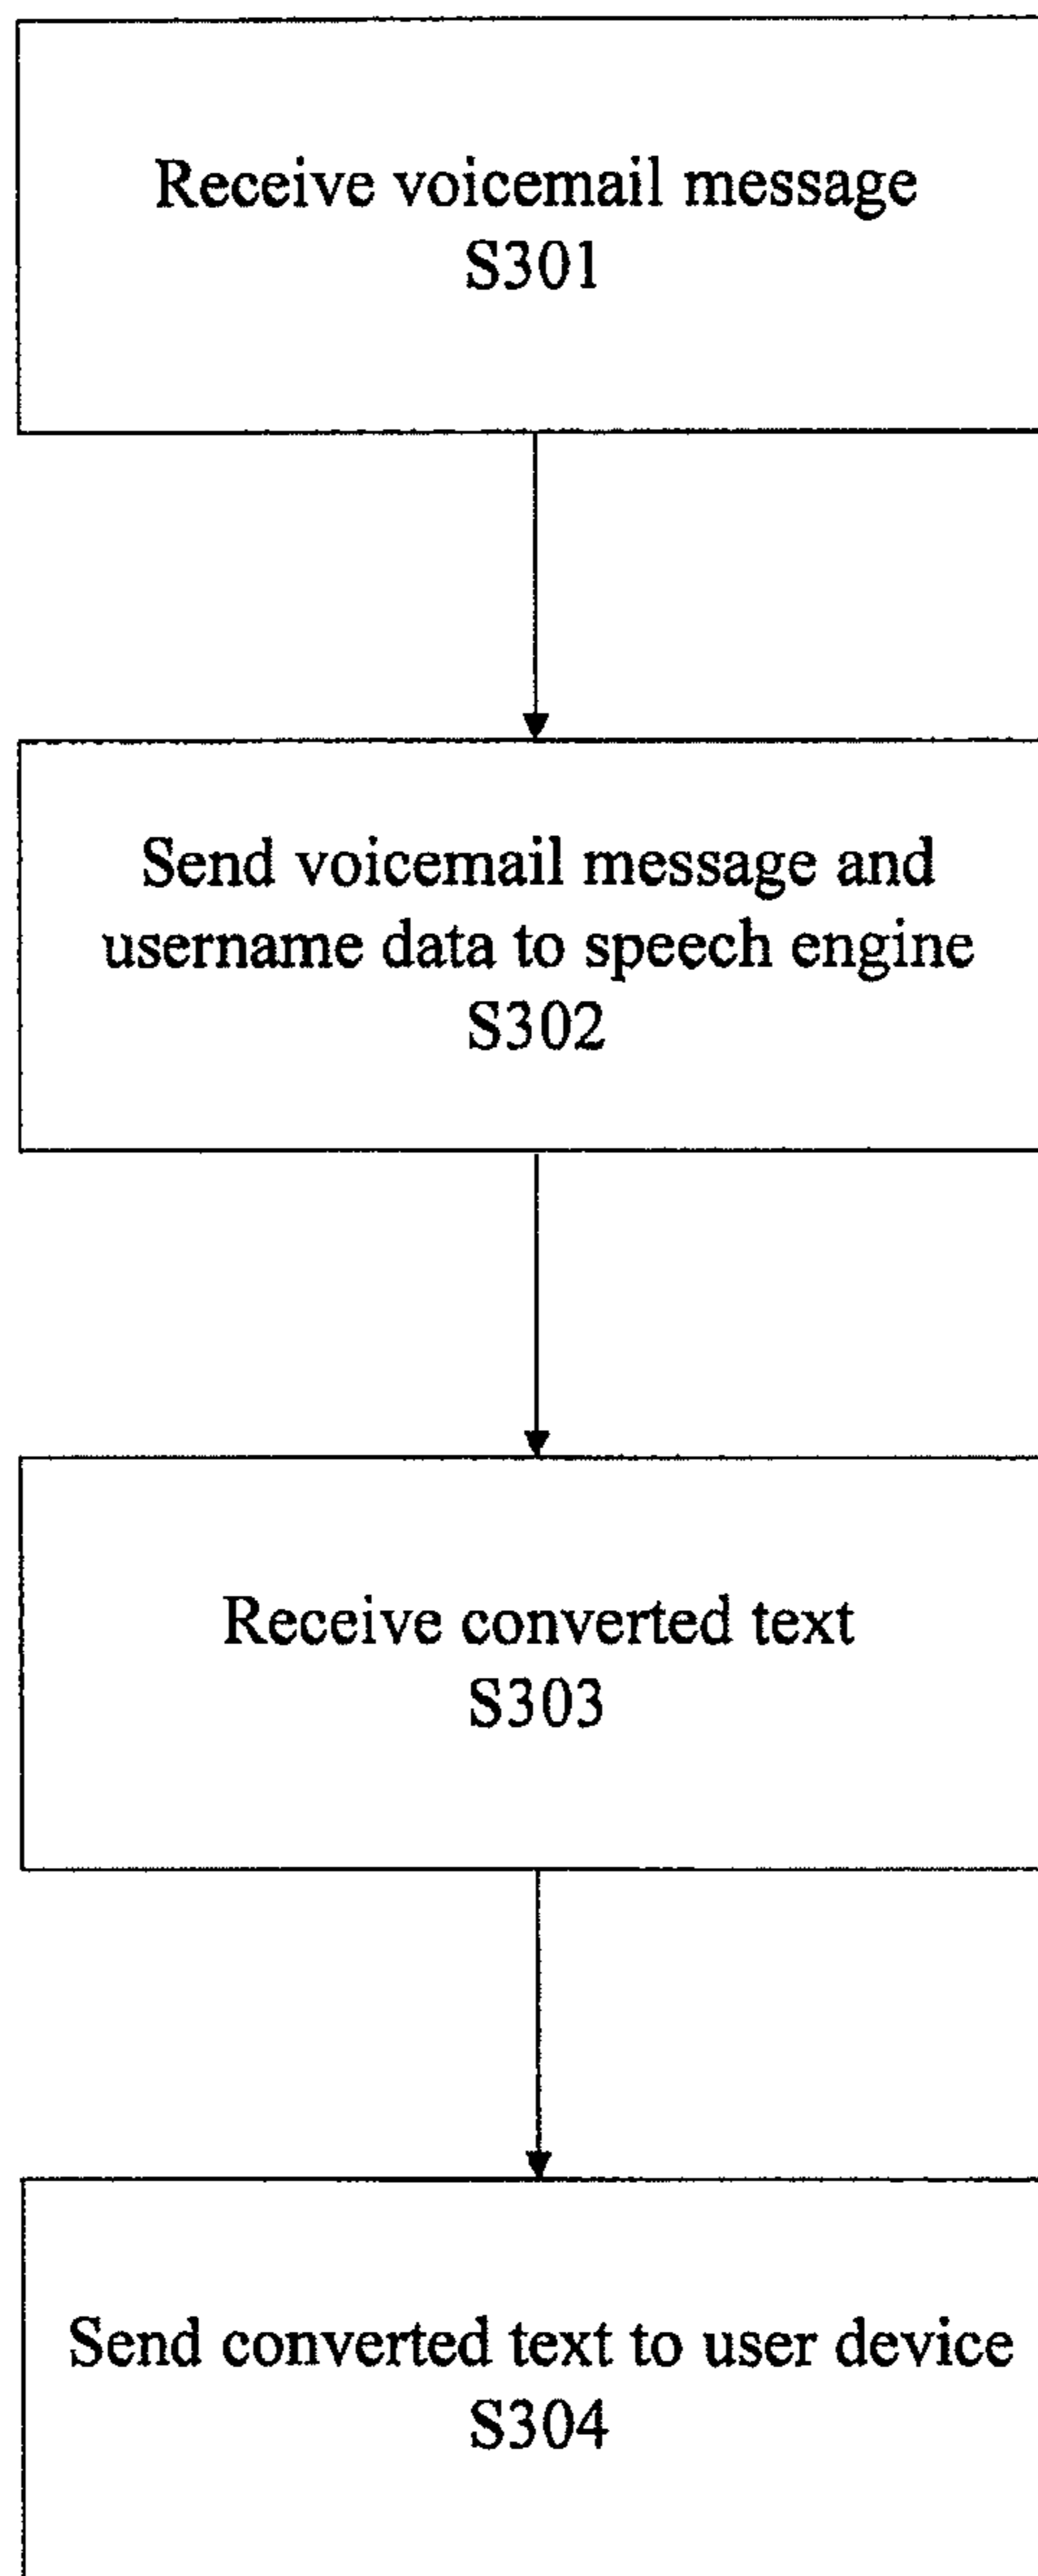 Receive voicemail message
S301
Send voicemail message and
username data to speech engine
S302
Receive converted text
S303
Send converted text to user device
S304